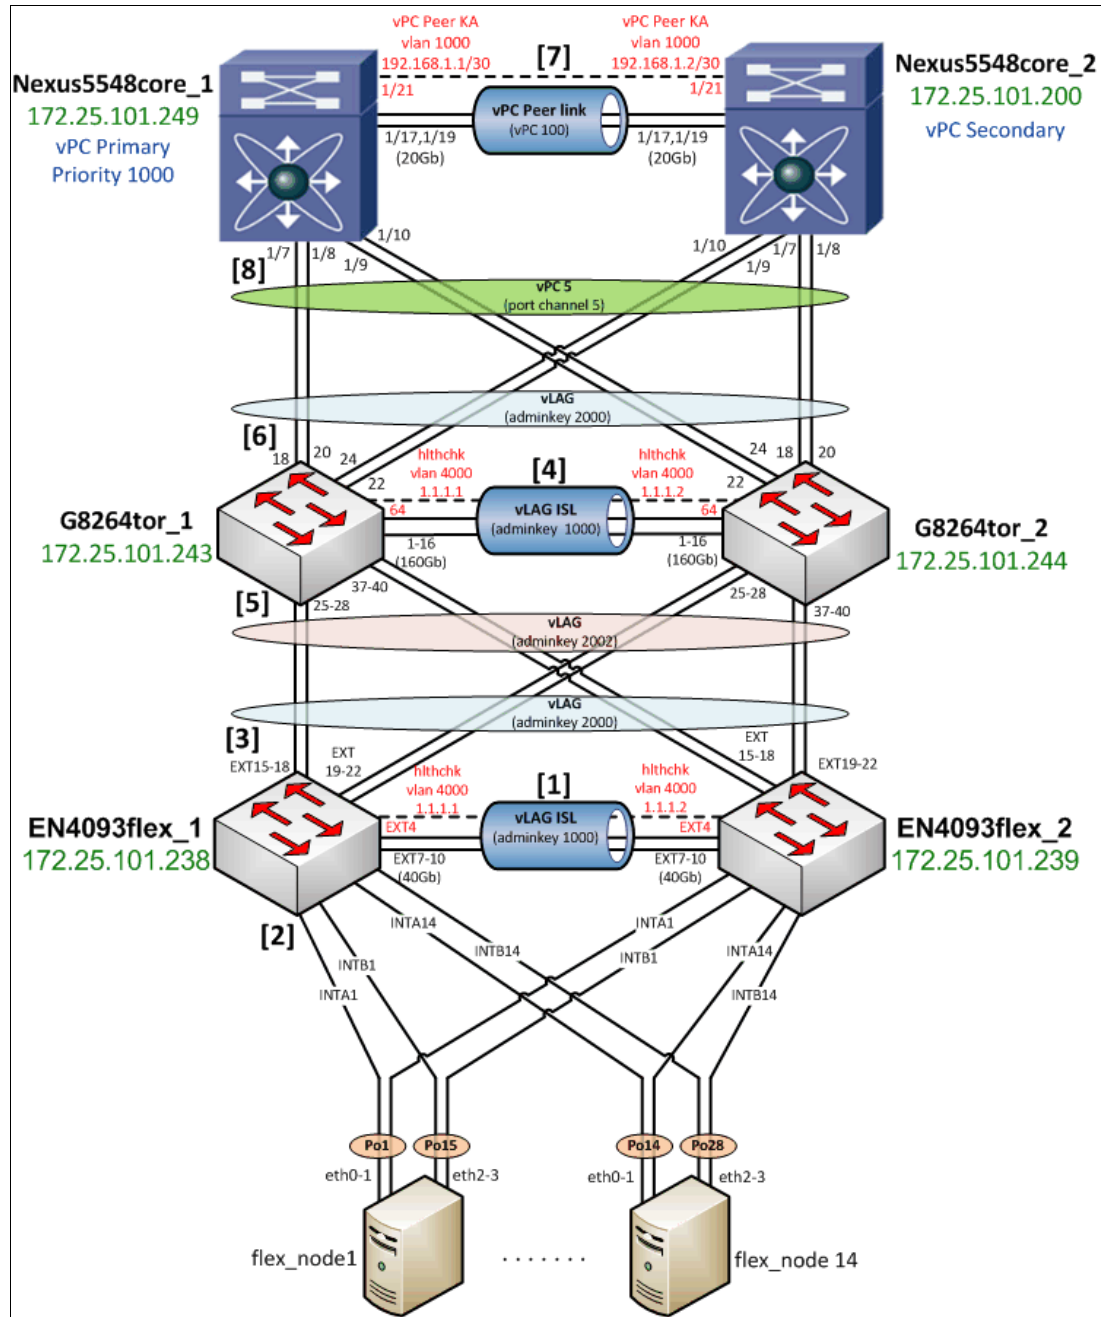 vPC Peer KA
vlan 1000
192.168.1.1/30
1/21
[7]
vPC Peer KA
vlan 1000
192.168.1.2/30
1/21
Nexus5548core_1
172.25.101.249
vPC Primary
Priority 1000
Nexus5548core_2
172.25.101.200
vPC Secondary
vPC Peer link
(vPC 100)
1/17,1/19
(20Gb)
1/17,1/19
(20Gb)
1/7
1/8
1/10
1/9
1/10
1/9
1/7
1/8
[8]
vPC 5
(port channel 5)
vLAG
(adminkey 2000)
[6]
18
20
24
22
24
18
20
22
hlthchk
vlan 4000
1.1.1.1
64
[4]
hlthchk
vlan 4000
1.1.1.2
64
vLAG ISL
(adminkey 1000)
1-16
(160Gb)
1-16
(160Gb)
G8264tor_1
172.25.101.243
G8264tor_2
172.25.101.244
[5]
37-40
25-28
25-28
37-40
vLAG
(adminkey 2002)
vLAG
(adminkey 2000)
[3]
EXT15-18
EXT
19-22
EXT
15-18
EXT19-22
hlthchk
vlan 4000
1.1.1.1
EXT4
[1]
hlthchk
vlan 4000
1.1.1.2
EXT4
vLAG ISL
(adminkey 1000)
EXT7-10
(40Gb)
EXT7-10
(40Gb)
EN4093flex_1
172.25.101.238
EN4093flex_2
172.25.101.239
[2]
INTA14
INTB14
INTB1
INTA1
INTA1
INTB1
INTA14
INTB14
Po1
Po15
Po14
Po28
eth0-1
eth2-3
eth0-1
eth2-3
flex_node1
. . . . . . .
flex_node 14